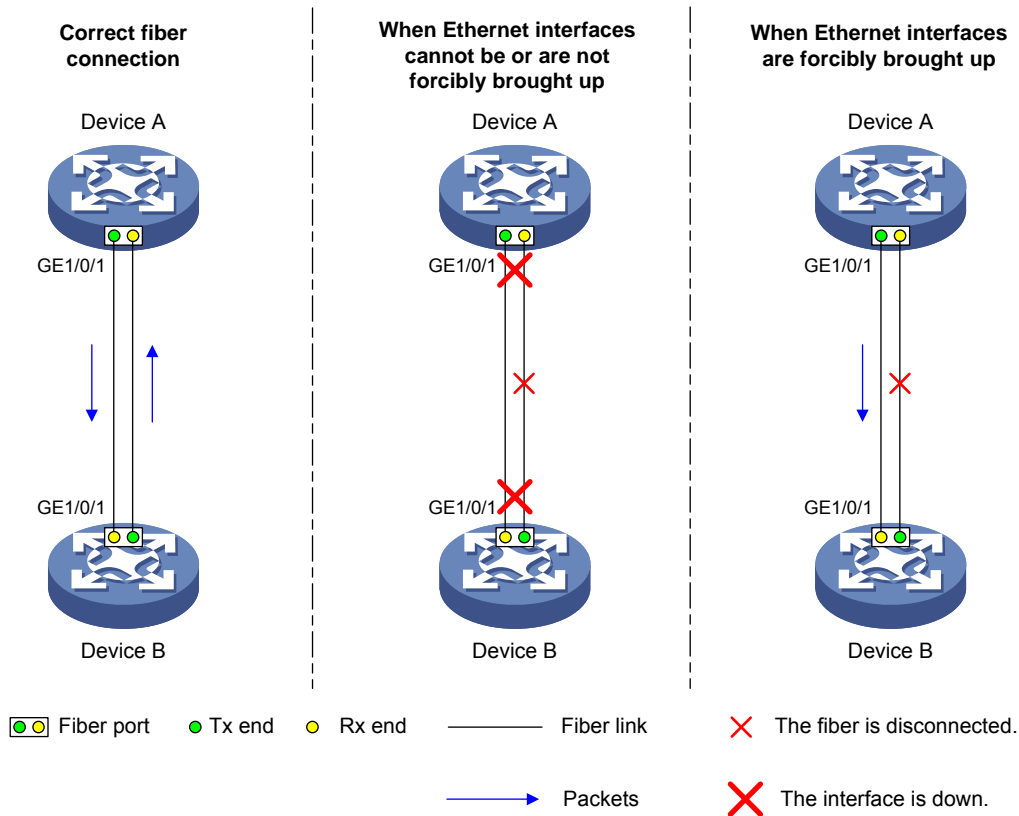 Correct fiber
connection
When Ethernet interfaces
cannot be or are not
forcibly brought up
When Ethernet interfaces
are forcibly brought up
Device A
Device A
Device A
GE1/0/1
GE1/0/1
GE1/0/1
GE1/0/1
GE1/0/1
GE1/0/1
Device B
Device B
Device B
Fiber port
Tx end
Rx end
Fiber link
The fiber is disconnected.
Packets
The interface is down.